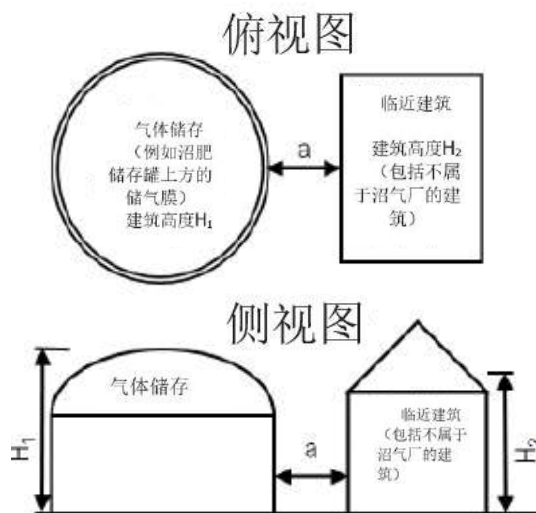 俯视图
气体储存
（例如沼肥
储存罐上方的
储气膜）
建筑高度H₁
a
临近建筑
建筑高度H₂
（包括不属
于沼气厂的建
筑）
侧视图
H₁
气体储存
a
临近建筑
（包括不属于
沼气厂的建
筑）
H₂